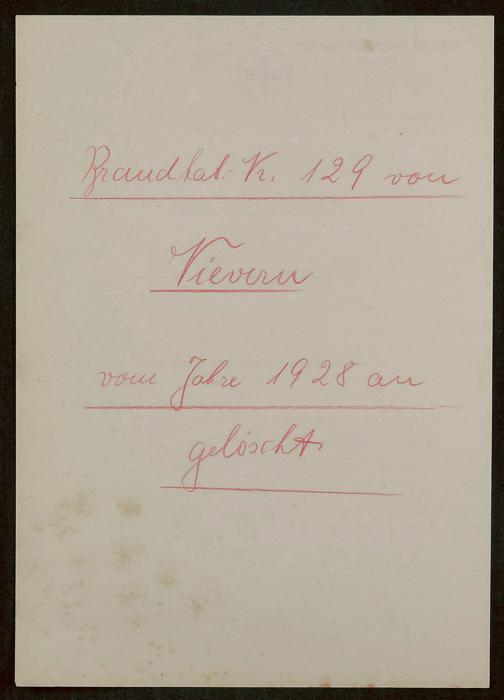 Brandkat.-Nr. 129 von
Vievern
vom Jahre 1928 an
gelöscht